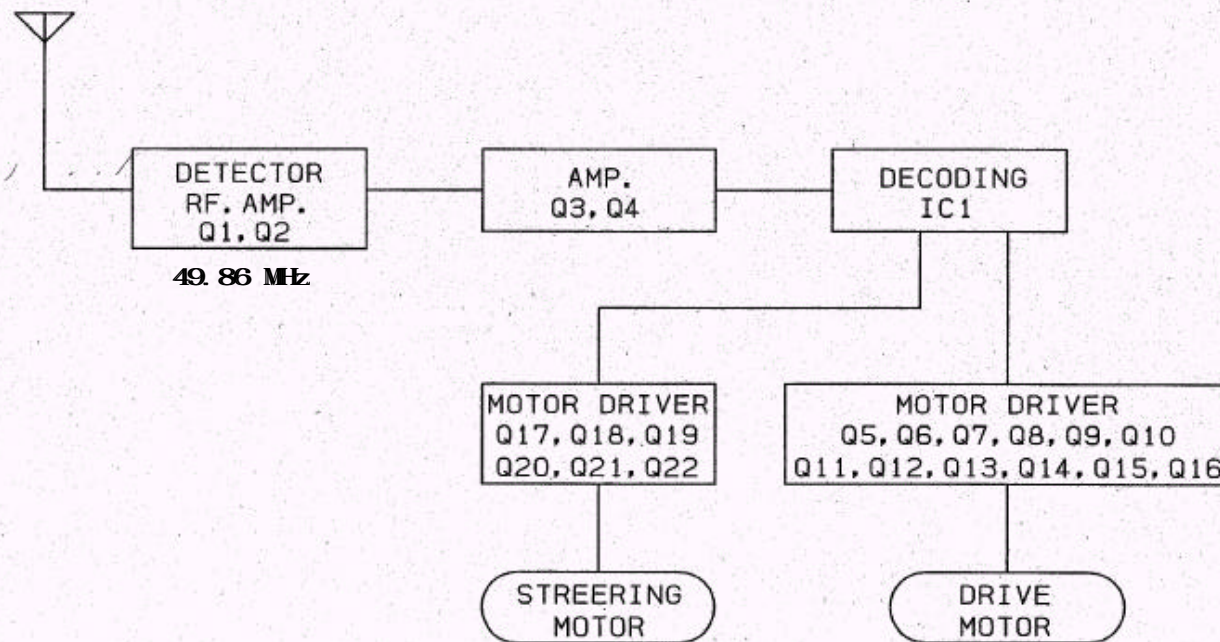 DETECTOR
RF. AMP.
Q1, Q2
49.86 MHz
AMP.
Q3, Q4
DECODING
IC1
MOTOR DRIVER
Q17, Q18, Q19
Q20, Q21, Q22
MOTOR DRIVER
Q5, Q6, Q7, Q8, Q9, Q10
Q11, Q12, Q13, Q14, Q15, Q16
STREERING
MOTOR
DRIVE
MOTOR